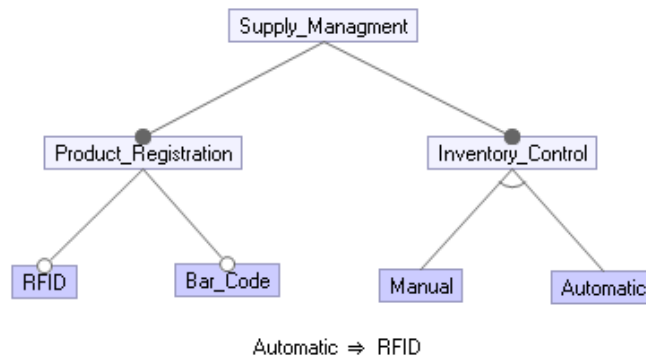 Supply_Managment
Product_Registration
Inventory_Control
RFID
Bar_Code
Manual
Automatic
Automatic ⇒ RFID